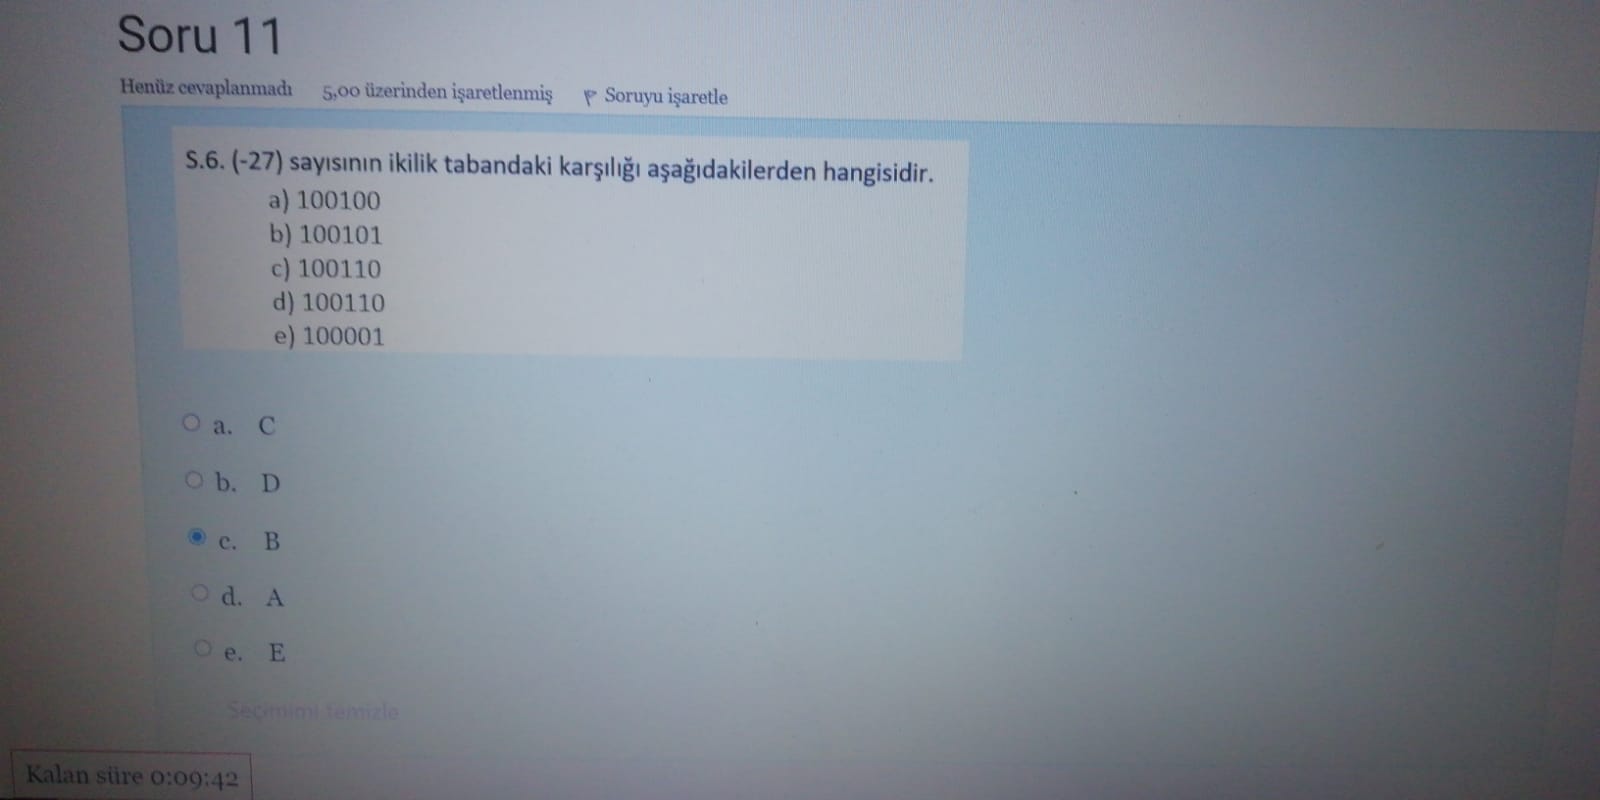 Soru 11
Henüz cevaplanmadı 5,00 üzerinden işaretlenmiş Soruyu işaretle
S.6. (-27) sayısının ikilik tabandaki karşılığı aşağıdakilerden hangisidir.
a) 100100
b) 100101
c) 100110
d) 100110
e) 100001
a. C
b. D
c. B
d. A
e. E
Seçimimi temizle
Kalan süre 0:09:42